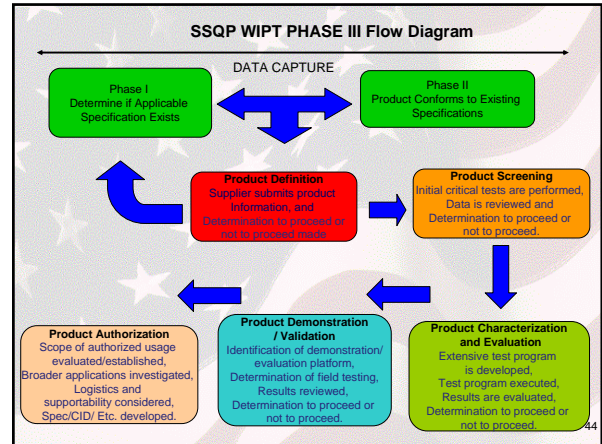 SSQP WIPT PHASE III Flow Diagram
DATA CAPTURE
Phase I
Determine if Applicable
Specification Exists
Phase II
Product Conforms to Existing
Specifications
Product Definition
Supplier submits product
Information, and
Determination to proceed or
not to proceed made
Product Screening
Initial critical tests are performed,
Data is reviewed and
Determination to proceed or
not to proceed.
Product Authorization
Scope of authorized usage
evaluated/established,
Broader applications investigated,
Logistics and
supportability considered,
Spec/CID/ Etc. developed.
Product Demonstration
/ Validation
Identification of demonstration/
evaluation platform,
Determination of field testing,
Results reviewed,
Determination to proceed or
not to proceed.
Product Characterization
and Evaluation
Extensive test program
is developed,
Test program executed,
Results are evaluated,
Determination to proceed or
not to proceed.
44